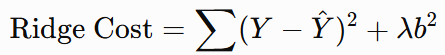 Ridge Cost = ∑(Y − Ŷ)² + λb²